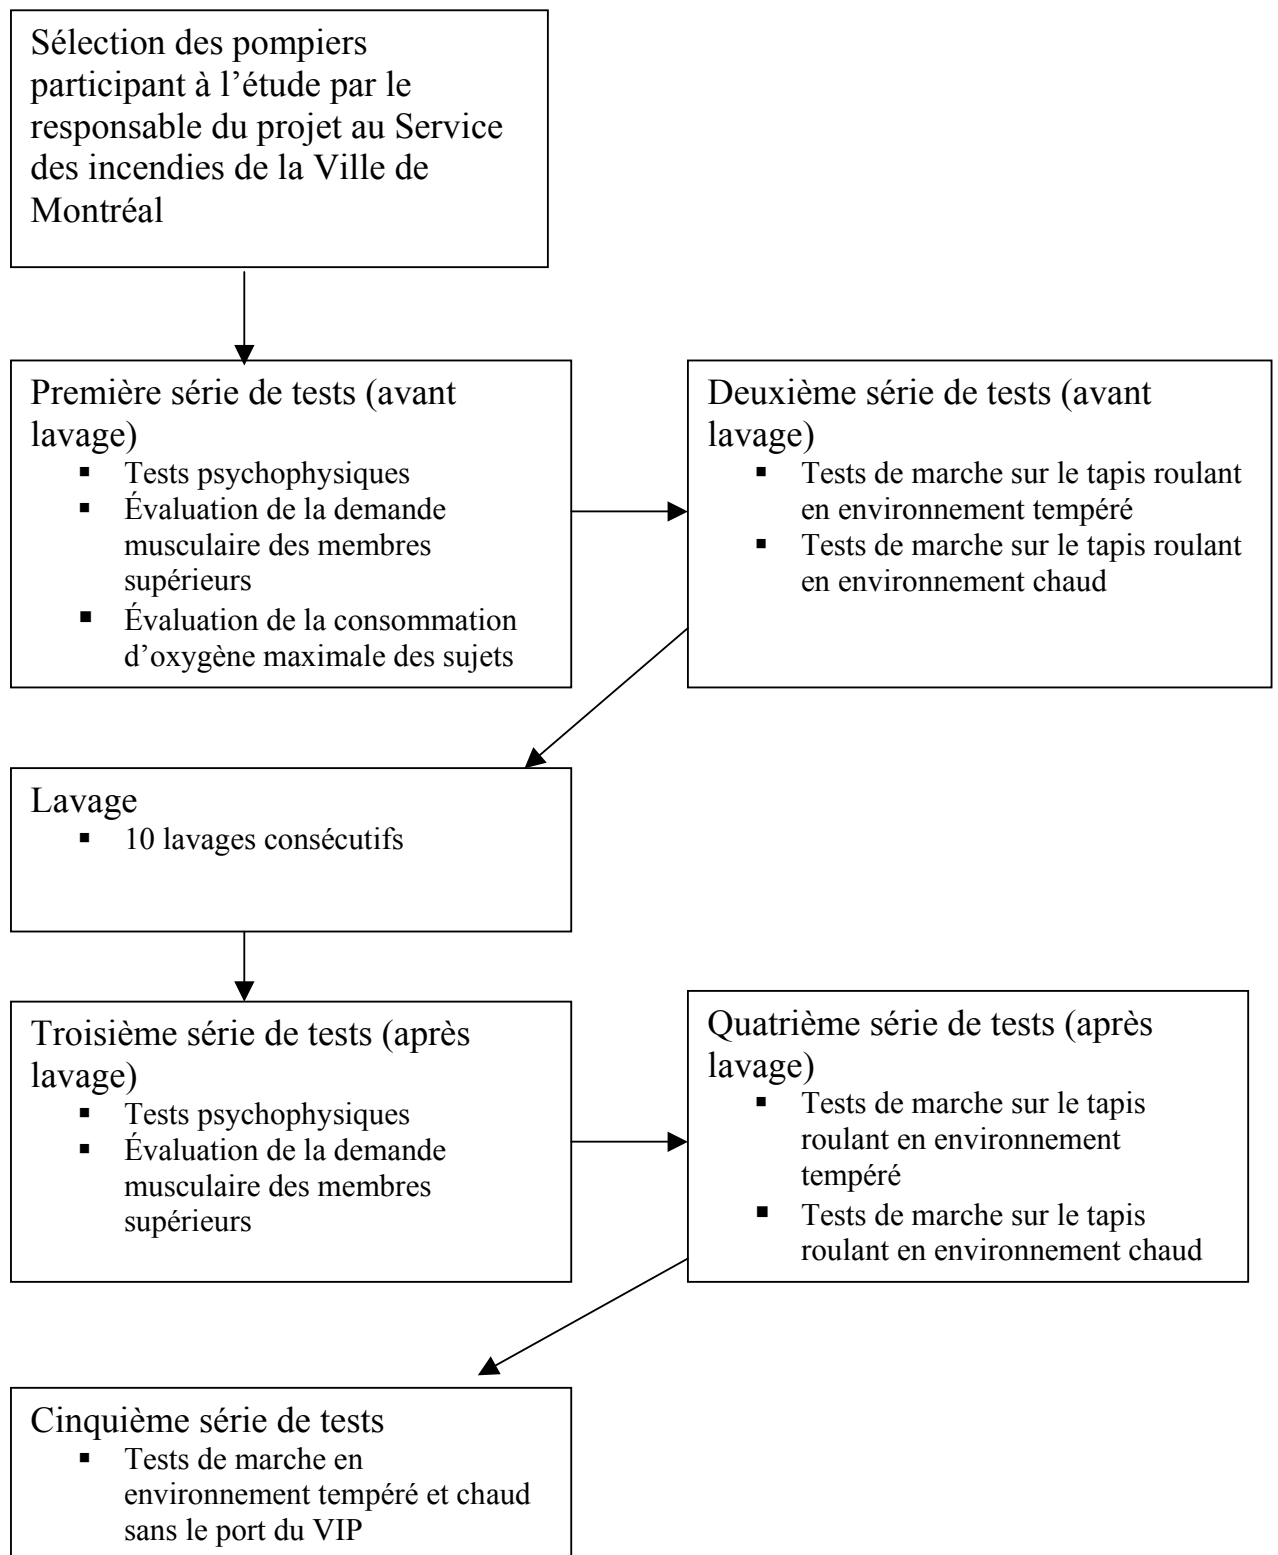 Sélection des pompiers
participant à l’étude par le
responsable du projet au Service
des incendies de la Ville de
Montréal
Première série de tests (avant
lavage)
▪ Tests psychophysiques
▪ Évaluation de la demande
musculaire des membres
supérieurs
▪ Évaluation de la consommation
d’oxygène maximale des sujets
Deuxième série de tests (avant
lavage)
▪ Tests de marche sur le tapis roulant
en environnement tempéré
▪ Tests de marche sur le tapis roulant
en environnement chaud
Lavage
▪ 10 lavages consécutifs
Troisième série de tests (après
lavage)
▪ Tests psychophysiques
▪ Évaluation de la demande
musculaire des membres
supérieurs
Quatrième série de tests (après
lavage)
▪ Tests de marche sur le tapis
roulant en environnement
tempéré
▪ Tests de marche sur le tapis
roulant en environnement chaud
Cinquième série de tests
▪ Tests de marche en
environnement tempéré et chaud
sans le port du VIP